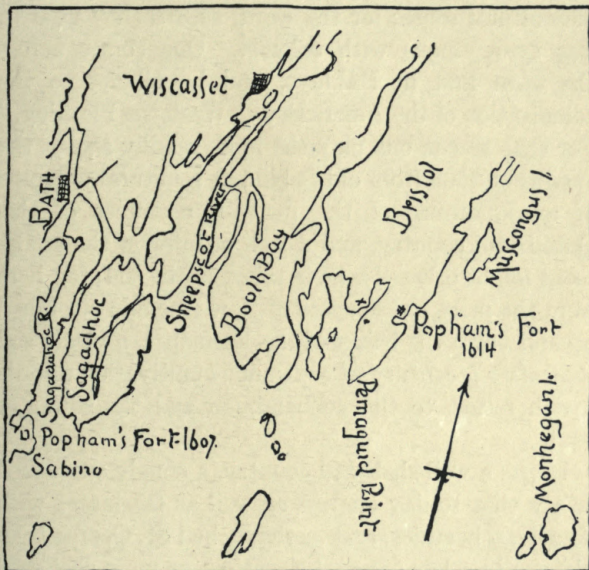 WISCASSET
BATH
Bristol
Muscongus I.
Sheepscot River
Booth Bay
Sagadahoc R.
Sagadhoc
Popham's Fort
1614
Popham's Fort-1607.
Sabino
Pemaquid Point
Monhegan I.